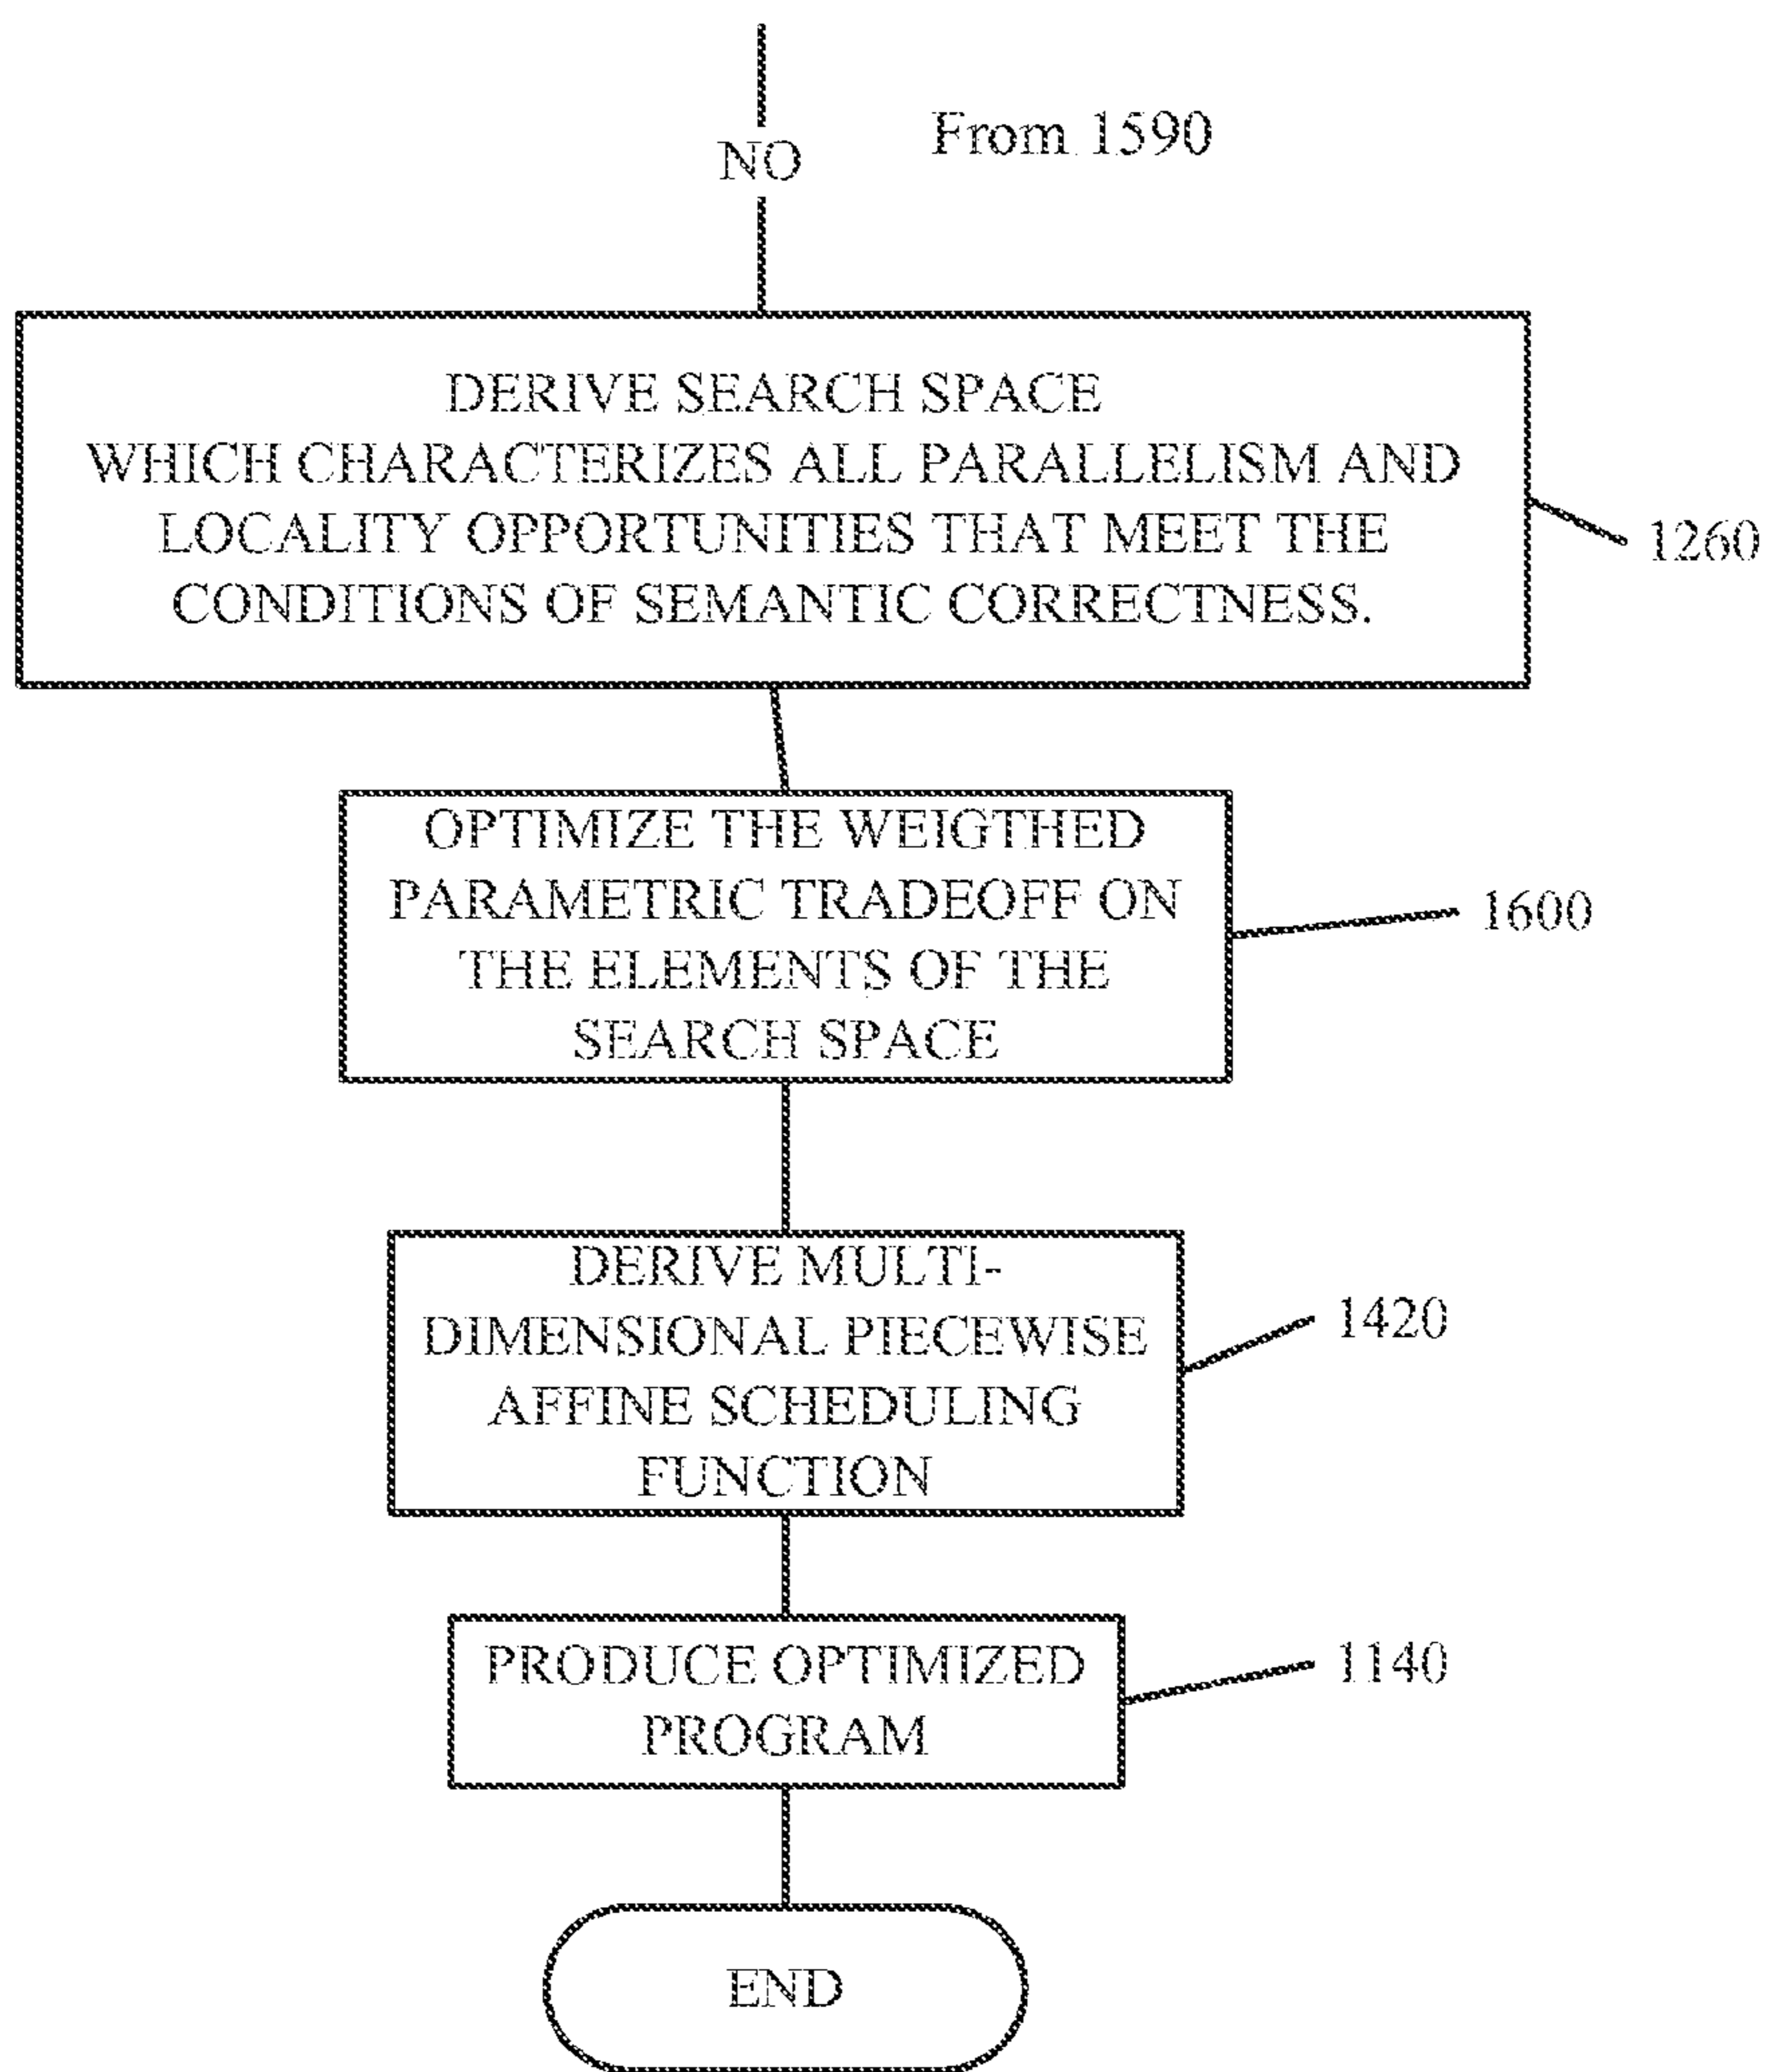 From 1590
NO
DERIVE SEARCH SPACE
WHICH CHARACTERIZES ALL PARALLELISM AND
LOCALITY OPPORTUNITIES THAT MEET THE
CONDITIONS OF SEMANTIC CORRECTNESS.
1260
OPTIMIZE THE WEIGTHED
PARAMETRIC TRADEOFF ON
THE ELEMENTS OF THE
SEARCH SPACE
1600
DERIVE MULTI-
DIMENSIONAL PIECEWISE
AFFINE SCHEDULING
FUNCTION
1420
PRODUCE OPTIMIZED
PROGRAM
1140
END